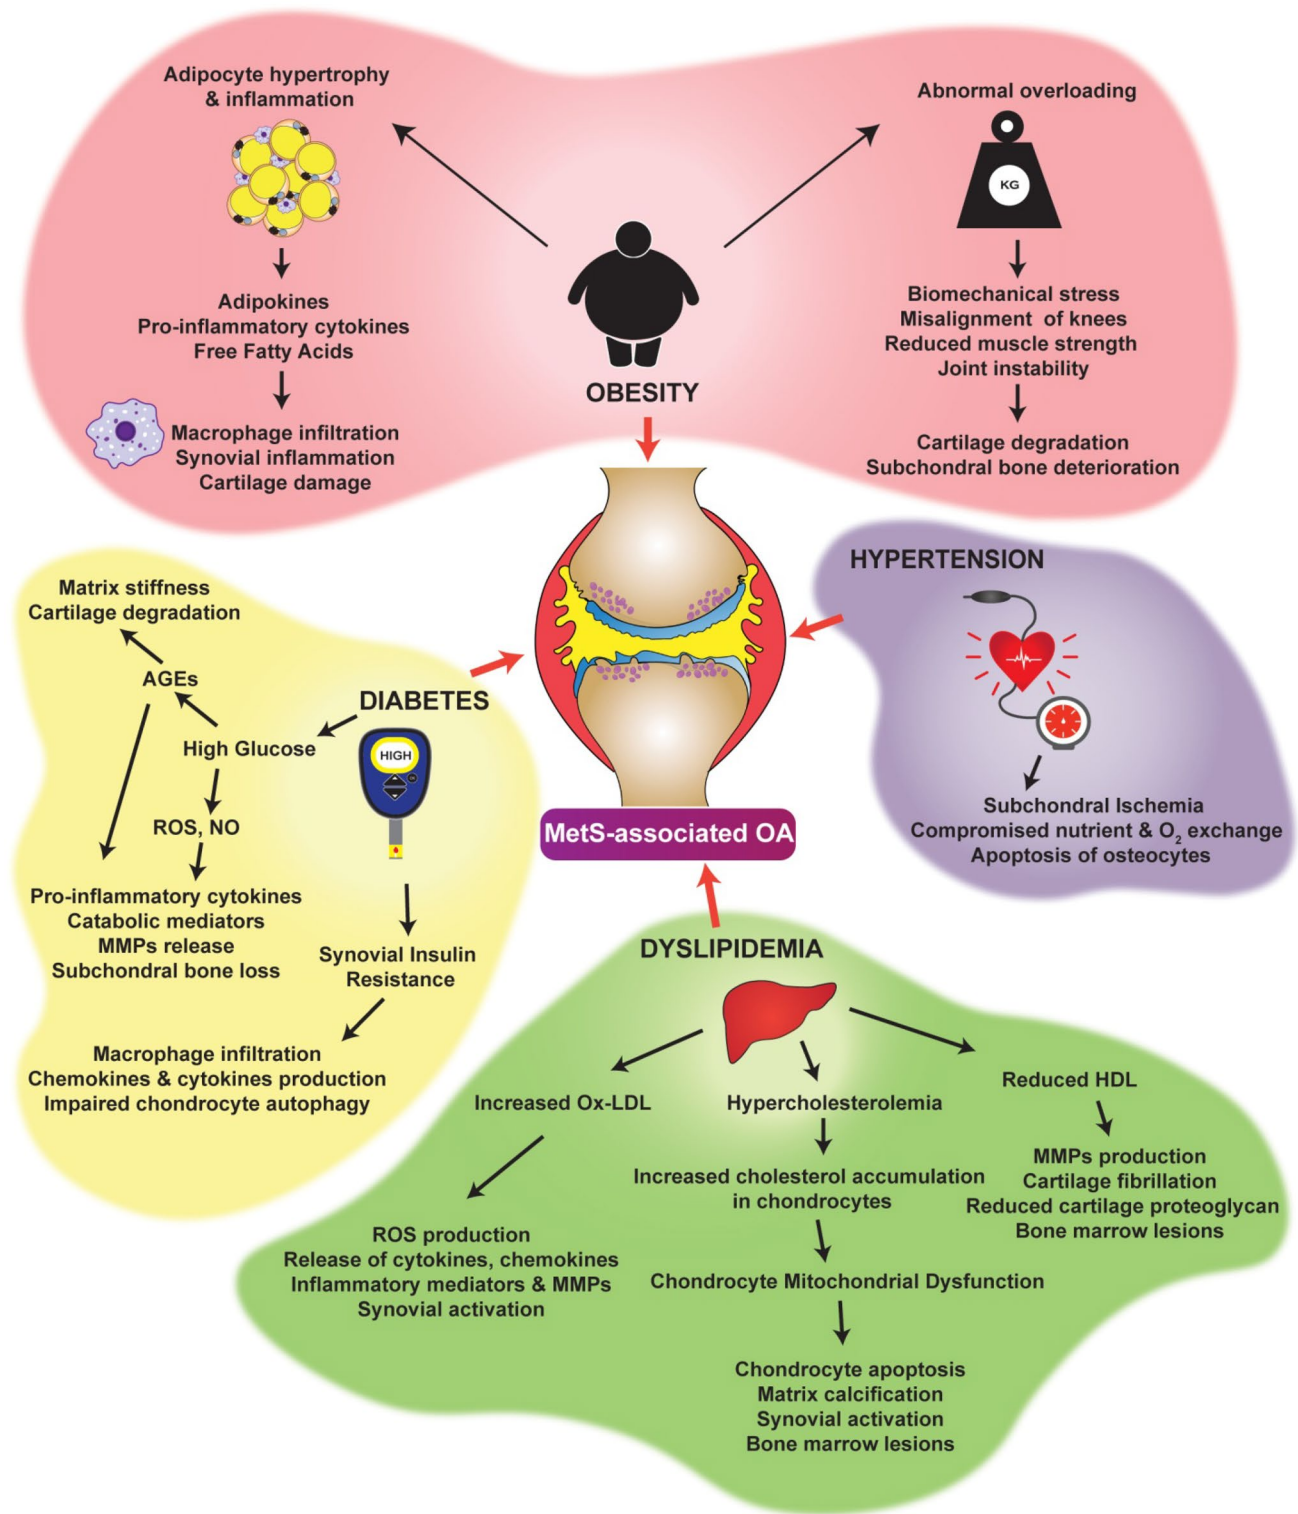 Adipocyte hypertrophy
& inflammation
Abnormal overloading
KG
Adipokines
Pro-inflammatory cytokines
Free Fatty Acids
Biomechanical stress
Misalignment of knees
Reduced muscle strength
Joint instability
OBESITY
Macrophage infiltration
Synovial inflammation
Cartilage damage
Cartilage degradation
Subchondral bone deterioration
HYPERTENSION
Matrix stiffness
Cartilage degradation
AGEs
DIABETES
High Glucose
HIGH
ROS, NO
Subchondral Ischemia
Compromised nutrient & O₂ exchange
Apoptosis of osteocytes
MetS-associated OA
Pro-inflammatory cytokines
Catabolic mediators
MMPs release
Subchondral bone loss
Synovial Insulin
Resistance
Macrophage infiltration
Chemokines & cytokines production
Impaired chondrocyte autophagy
DYSLIPIDEMIA
Increased Ox-LDL
Hypercholesterolemia
Reduced HDL
ROS production
Release of cytokines, chemokines
Inflammatory mediators & MMPs
Synovial activation
Increased cholesterol accumulation
in chondrocytes
Chondrocyte Mitochondrial Dysfunction
Chondrocyte apoptosis
Matrix calcification
Synovial activation
Bone marrow lesions
MMPs production
Cartilage fibrillation
Reduced cartilage proteoglycan
Bone marrow lesions